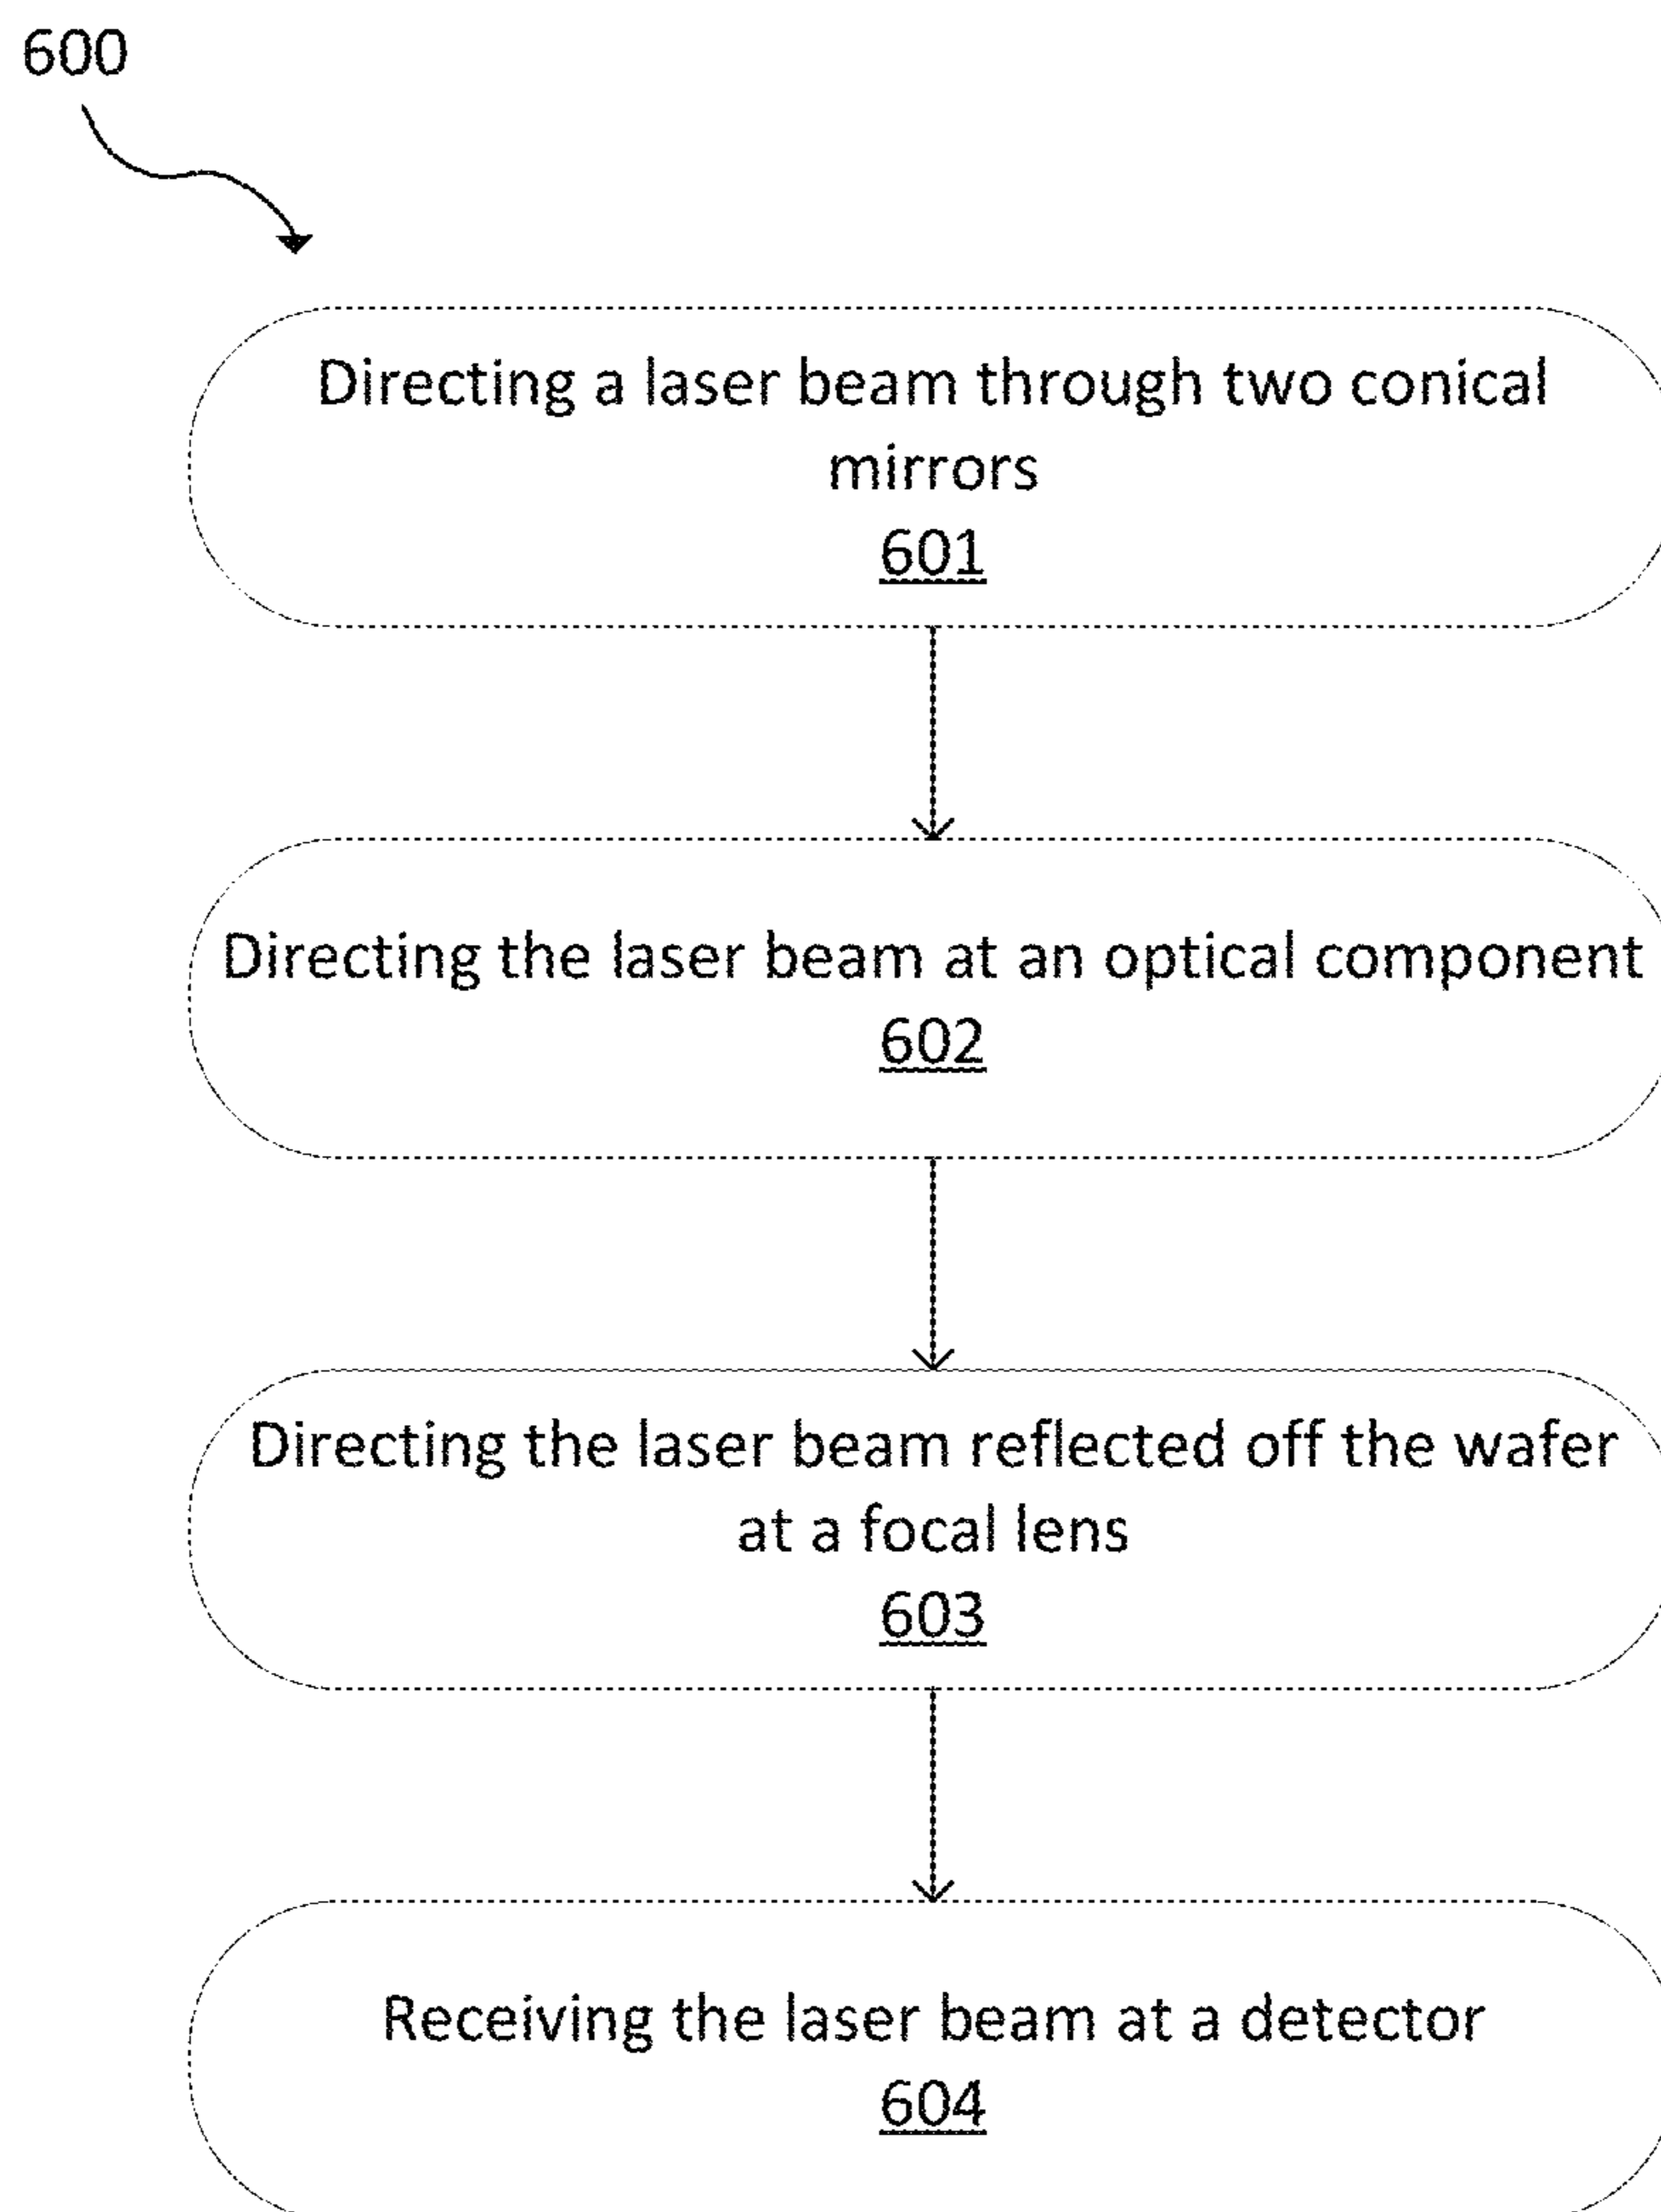 600
Directing a laser beam through two conical
mirrors
601
Directing the laser beam at an optical component
602
Directing the laser beam reflected off the wafer
at a focal lens
603
Receiving the laser beam at a detector
604